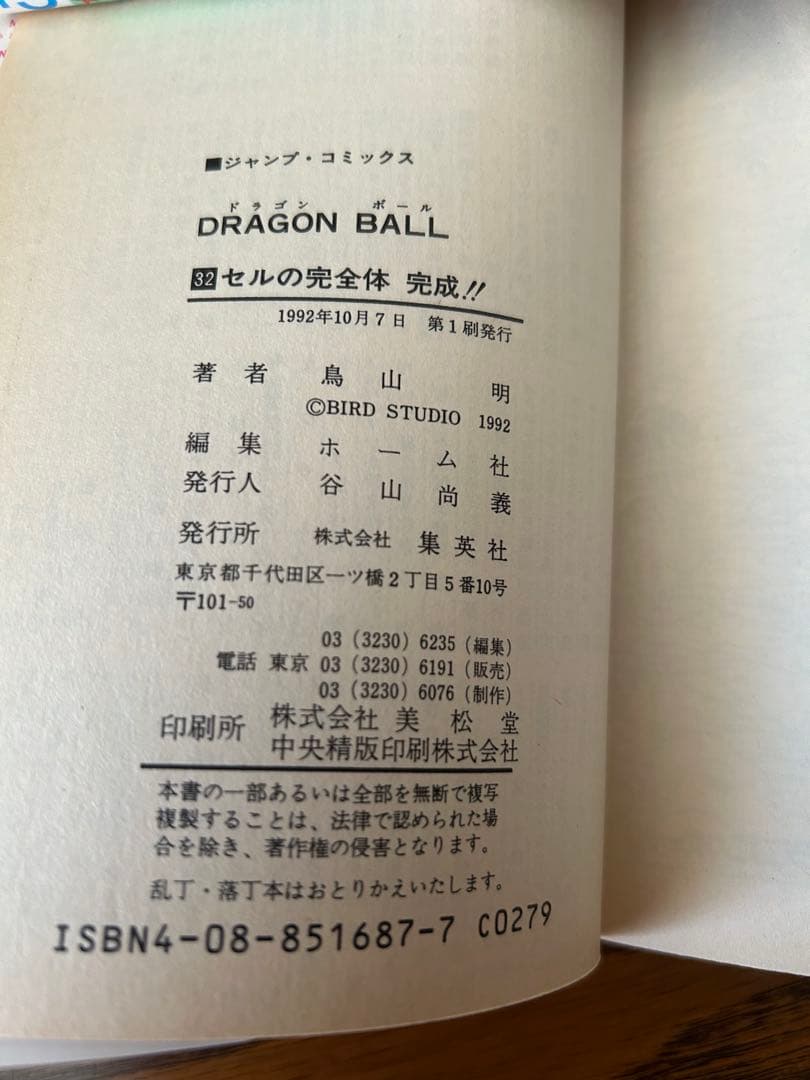 ■ジャンプ・コミックス
ドラゴン ボール
DRAGON BALL
32 セルの完全体 完成!!
1992年10月7日 第1刷発行
著者 鳥山明
©BIRD STUDIO 1992
編集 ホーム社
発行人 谷山尚義
発行所 株式会社 集英社
東京都千代田区一ツ橋2丁目5番10号
〒101-50
03 (3230) 6235 (編集)
電話 東京 03 (3230) 6191 (販売)
03 (3230) 6076 (制作)
印刷所 株式会社 美松堂
中央精版印刷株式会社
本書の一部あるいは全部を無断で複写
複製することは、法律で認められた場
合を除き、著作権の侵害となります。
乱丁・落丁本はおとりかえいたします。
ISBN4-08-851687-7 C0279